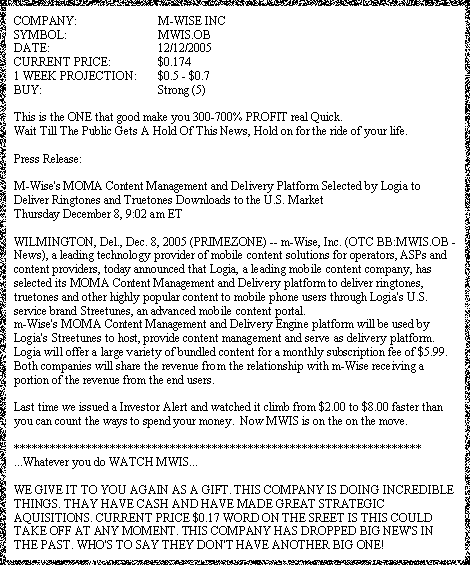 COMPANY: M-WISE INC
SYMBOL: MWIS.OB
DATE: 12/12/2005
CURRENT PRICE: $0.174
1 WEEK PROJECTION: $0.5 - $0.7
BUY: Strong (5)
This is the ONE that good make you 300-700% PROFIT real Quick.
Wait Till The Public Gets A Hold Of This News, Hold on for the ride of your life.
Press Release:
M-Wise's MOMA Content Management and Delivery Platform Selected by Logia to
Deliver Ringtones and Truetones Downloads to the U.S. Market
Thursday December 8, 9:02 am ET
WILMINGTON, Del., Dec. 8, 2005 (PRIMEZONE) -- m-Wise, Inc. (OTC BB:MWIS.OB -
News), a leading technology provider of mobile content solutions for operators, ASPs and
content providers, today announced that Logia, a leading mobile content company, has
selected its MOMA Content Management and Delivery platform to deliver ringtones,
truetones and other highly popular content to mobile phone users through Logia's U.S.
service brand Streetunes, an advanced mobile content portal.
m-Wise's MOMA Content Management and Delivery Engine platform will be used by
Logia's Streetunes to host, provide content management and serve as delivery platform.
Logia will offer a large variety of bundled content for a monthly subscription fee of $5.99.
Both companies will share the revenue from the relationship with m-Wise receiving a
portion of the revenue from the end users.
Last time we issued a Investor Alert and watched it climb from $2.00 to $8.00 faster than
you can count the ways to spend your money.  Now MWIS is on the on the move.
********************************************************************
...Whatever you do WATCH MWIS...
WE GIVE IT TO YOU AGAIN AS A GIFT. THIS COMPANY IS DOING INCREDIBLE
THINGS. THAY HAVE CASH AND HAVE MADE GREAT STRATEGIC
AQUISITIONS. CURRENT PRICE $0.17 WORD ON THE SREET IS THIS COULD
TAKE OFF AT ANY MOMENT. THIS COMPANY HAS DROPPED BIG NEW'S IN
THE PAST. WHO'S TO SAY THEY DON'T HAVE ANOTHER BIG ONE!